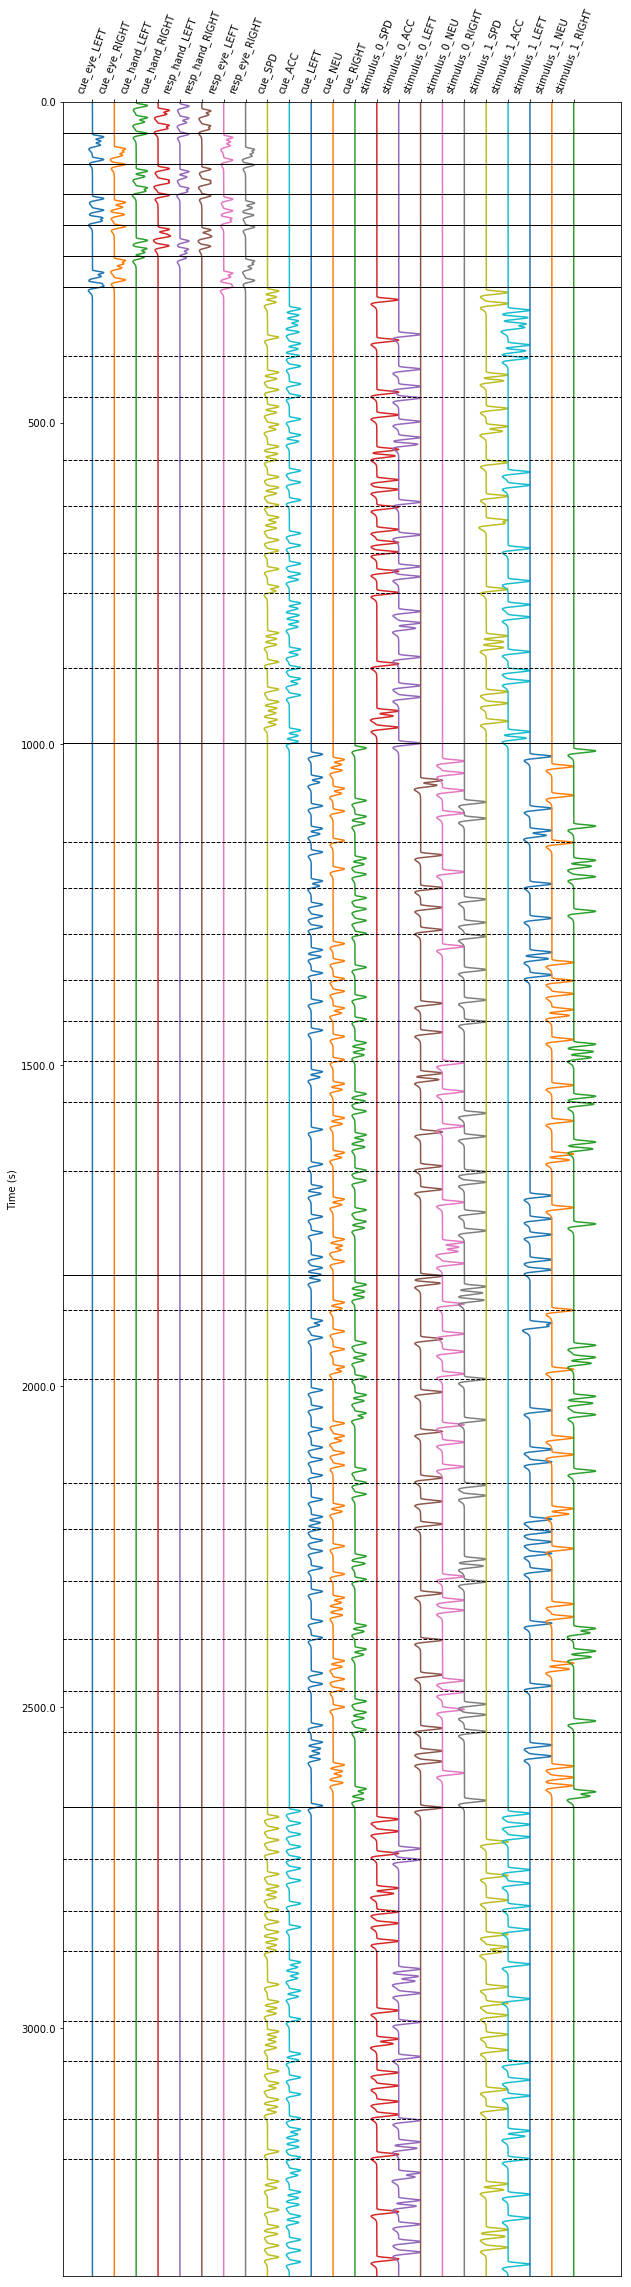 cue_eye_LEFT
cue_eye_RIGHT
cue_hand_LEFT
cue_hand_RIGHT
resp_hand_LEFT
resp_hand_RIGHT
resp_eye_LEFT
resp_eye_RIGHT
cue_SPD
cue_ACC
cue_LEFT
cue_NEU
cue_RIGHT
stimulus_0_SPD
stimulus_0_ACC
stimulus_0_LEFT
stimulus_0_NEU
stimulus_0_RIGHT
stimulus_1_SPD
stimulus_1_ACC
stimulus_1_LEFT
stimulus_1_NEU
stimulus_1_RIGHT
0.0
500.0
1000.0
1500.0
2000.0
2500.0
3000.0
Time (s)